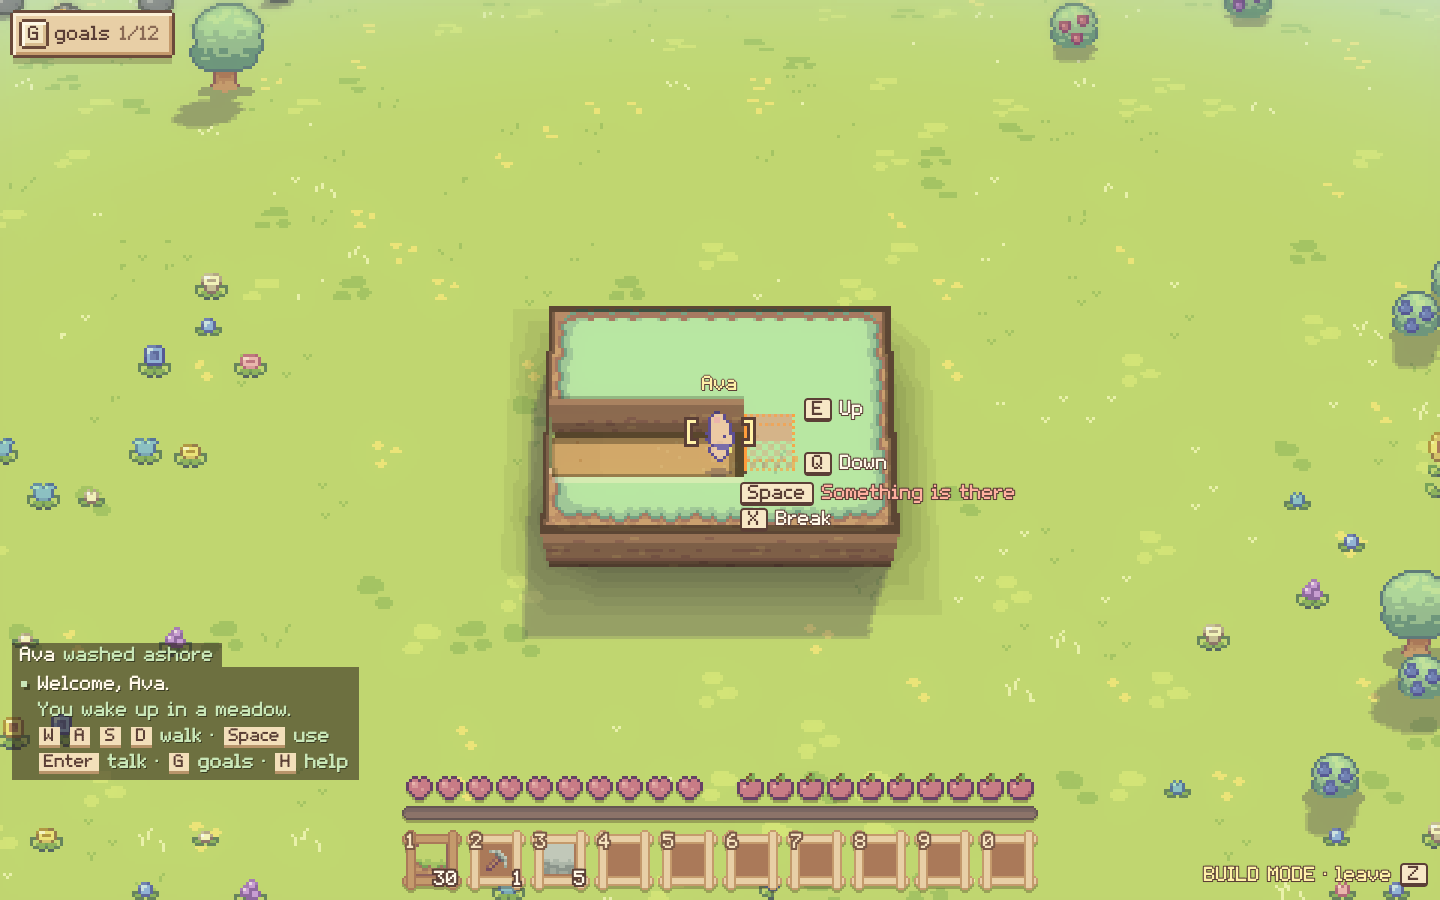 G goals 1/12
Ava
E Up
Q Down
Space Something is there
X Break
Ava washed ashore
Welcome, Ava.
You wake up in a meadow.
W A S D walk · Space use
Enter talk · G goals · H help
1 2 3 4 5 6 7 8 9 0
30 1 5
BUILD MODE · leave Z